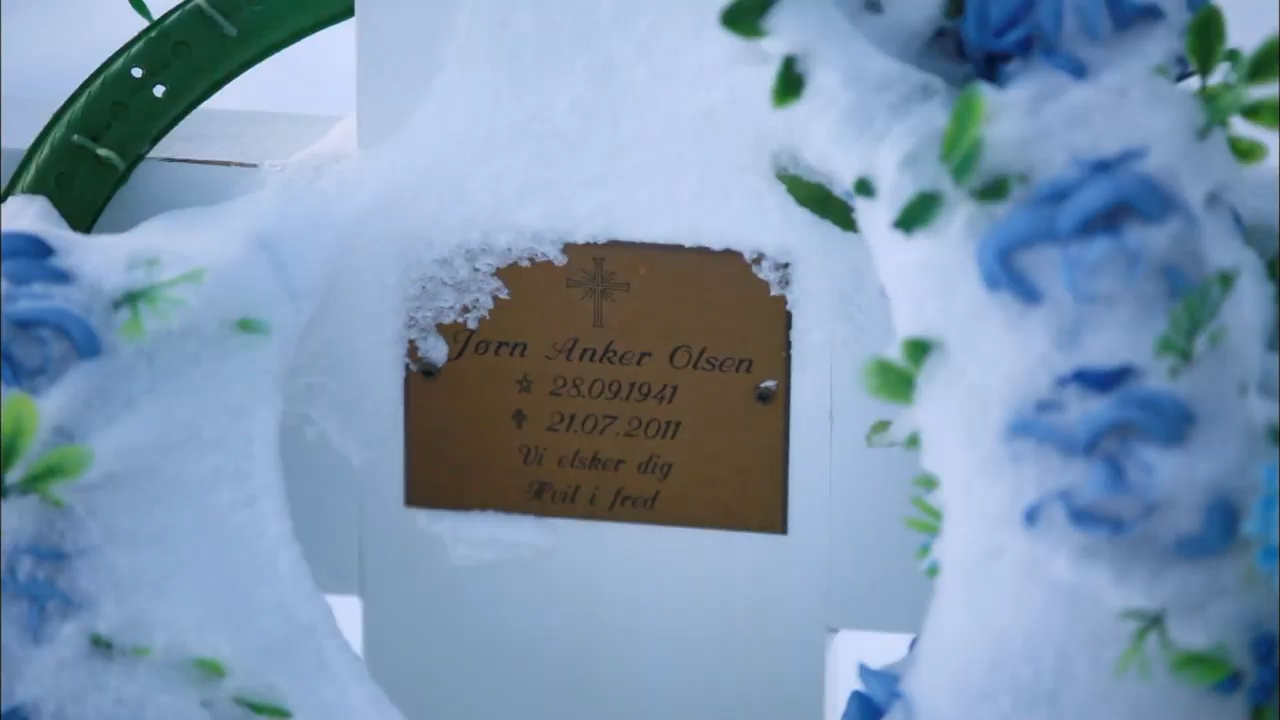 Jørn Anker Olsen
28.09.1941
21.07.2011
Vi elsker dig
Hvil i fred